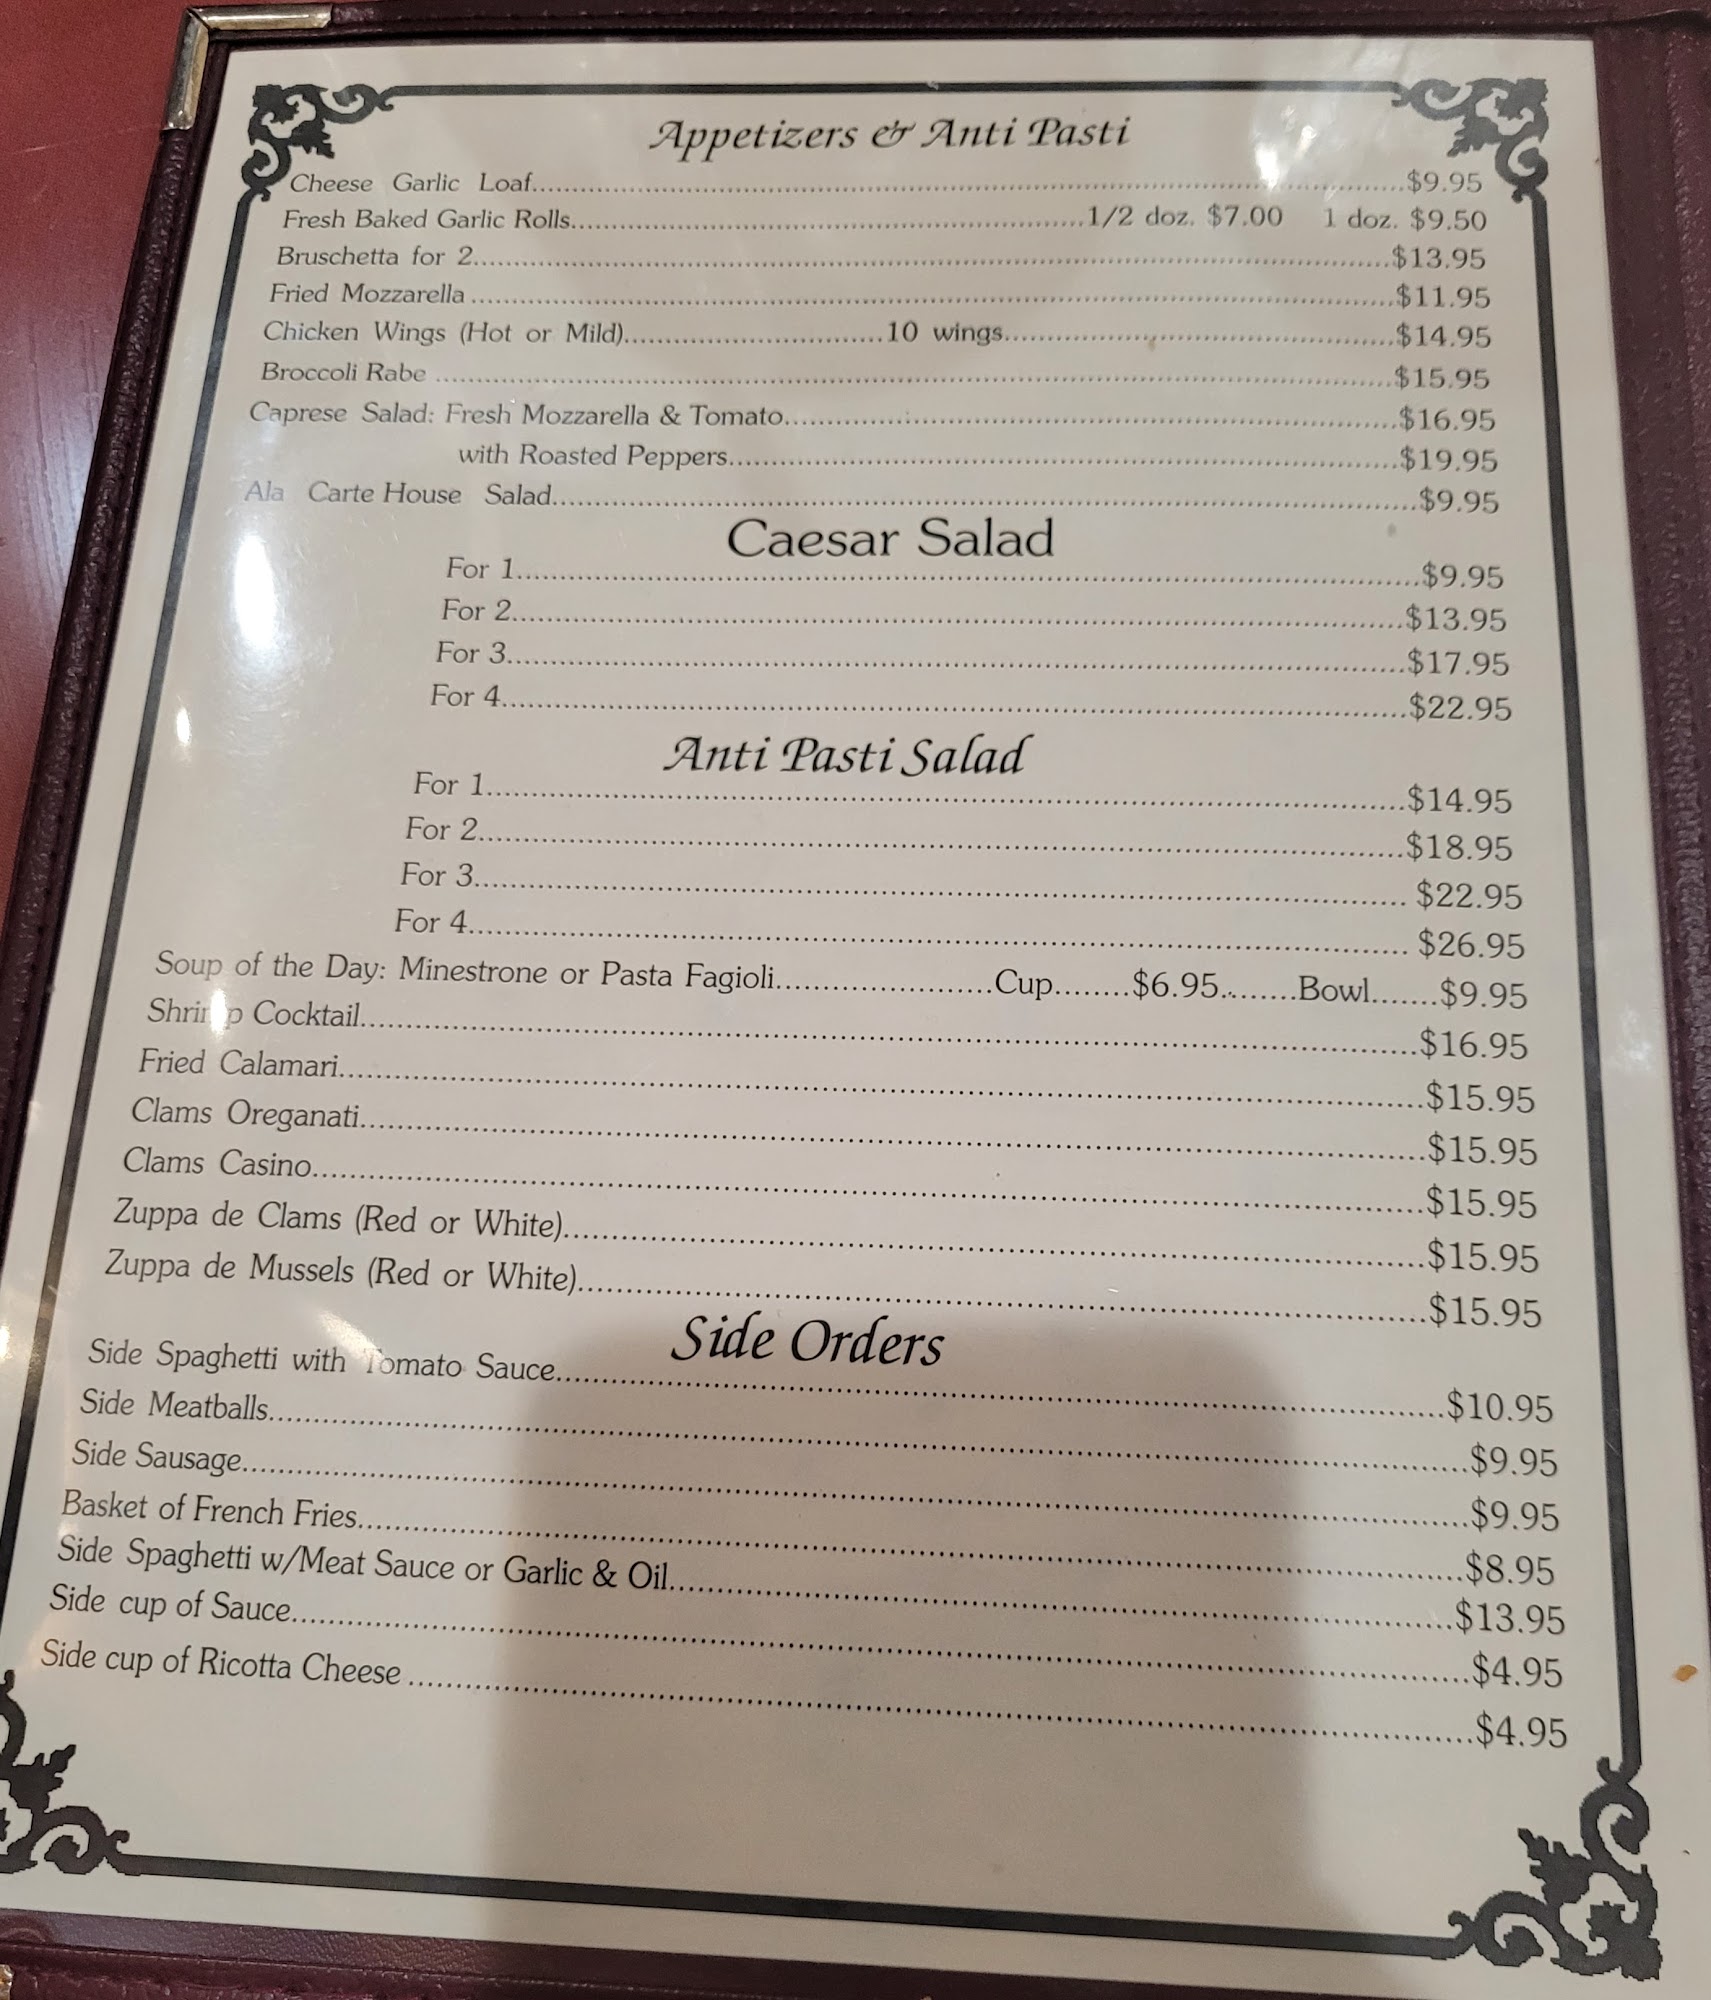 Appetizers & Anti Pasti
Cheese Garlic Loaf...$9.95
Fresh Baked Garlic Rolls...1/2 doz. $7.00 1 doz. $9.50
Bruschetta for 2...$13.95
Fried Mozzarella...$11.95
Chicken Wings (Hot or Mild)...10 wings...$14.95
Broccoli Rabe...$15.95
Caprese Salad: Fresh Mozzarella & Tomato...$16.95
with Roasted Peppers...$19.95
Ala Carte House Salad...$9.95
Caesar Salad
For 1...$9.95
For 2...$13.95
For 3...$17.95
For 4...$22.95
Anti Pasti Salad
For 1...$14.95
For 2...$18.95
For 3...$22.95
For 4...$26.95
Soup of the Day: Minestrone or Pasta Fagioli...Cup...$6.95...Bowl...$9.95
Shrimp Cocktail...$16.95
Fried Calamari...$15.95
Clams Oreganati...$15.95
Clams Casino...$15.95
Zuppa de Clams (Red or White)...$15.95
Zuppa de Mussels (Red or White)...$15.95
Side Orders
Side Spaghetti with Tomato Sauce...$10.95
Side Meatballs...$9.95
Side Sausage...$9.95
Basket of French Fries...$8.95
Side Spaghetti w/Meat Sauce or Garlic & Oil...$13.95
Side cup of Sauce...$4.95
Side cup of Ricotta Cheese...$4.95